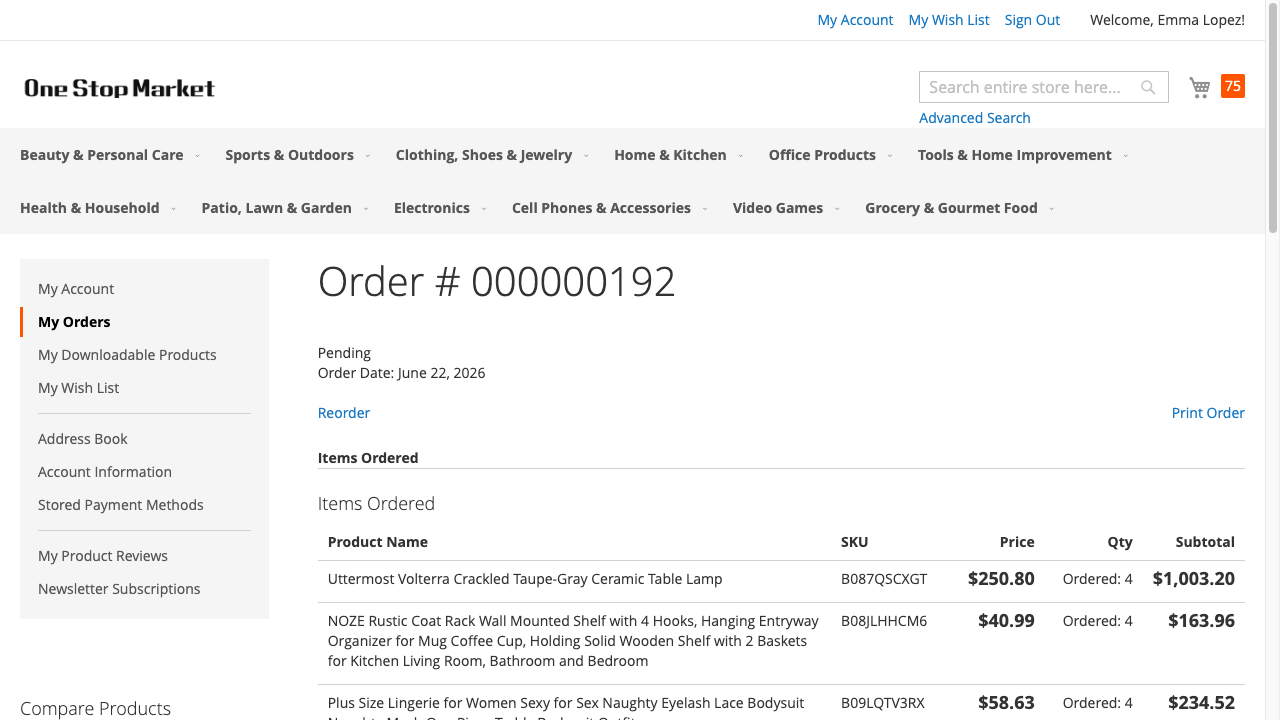 My Account My Wish List Sign Out Welcome, Emma Lopez!
One Stop Market
Search entire store here...
75
Advanced Search
Beauty & Personal Care Sports & Outdoors Clothing, Shoes & Jewelry Home & Kitchen Office Products Tools & Home Improvement
Health & Household Patio, Lawn & Garden Electronics Cell Phones & Accessories Video Games Grocery & Gourmet Food
My Account
My Orders
My Downloadable Products
My Wish List
Address Book
Account Information
Stored Payment Methods
My Product Reviews
Newsletter Subscriptions
Compare Products
Order # 000000192
Pending
Order Date: June 22, 2026
Reorder Print Order
Items Ordered
Items Ordered
Product Name SKU Price Qty Subtotal
Uttermost Volterra Crackled Taupe-Gray Ceramic Table Lamp B087QSCXGT $250.80 Ordered: 4 $1,003.20
NOZE Rustic Coat Rack Wall Mounted Shelf with 4 Hooks, Hanging Entryway B08JLHHCM6 $40.99 Ordered: 4 $163.96
Organizer for Mug Coffee Cup, Holding Solid Wooden Shelf with 2 Baskets
for Kitchen Living Room, Bathroom and Bedroom
Plus Size Lingerie for Women Sexy for Sex Naughty Eyelash Lace Bodysuit B09LQTV3RX $58.63 Ordered: 4 $234.52